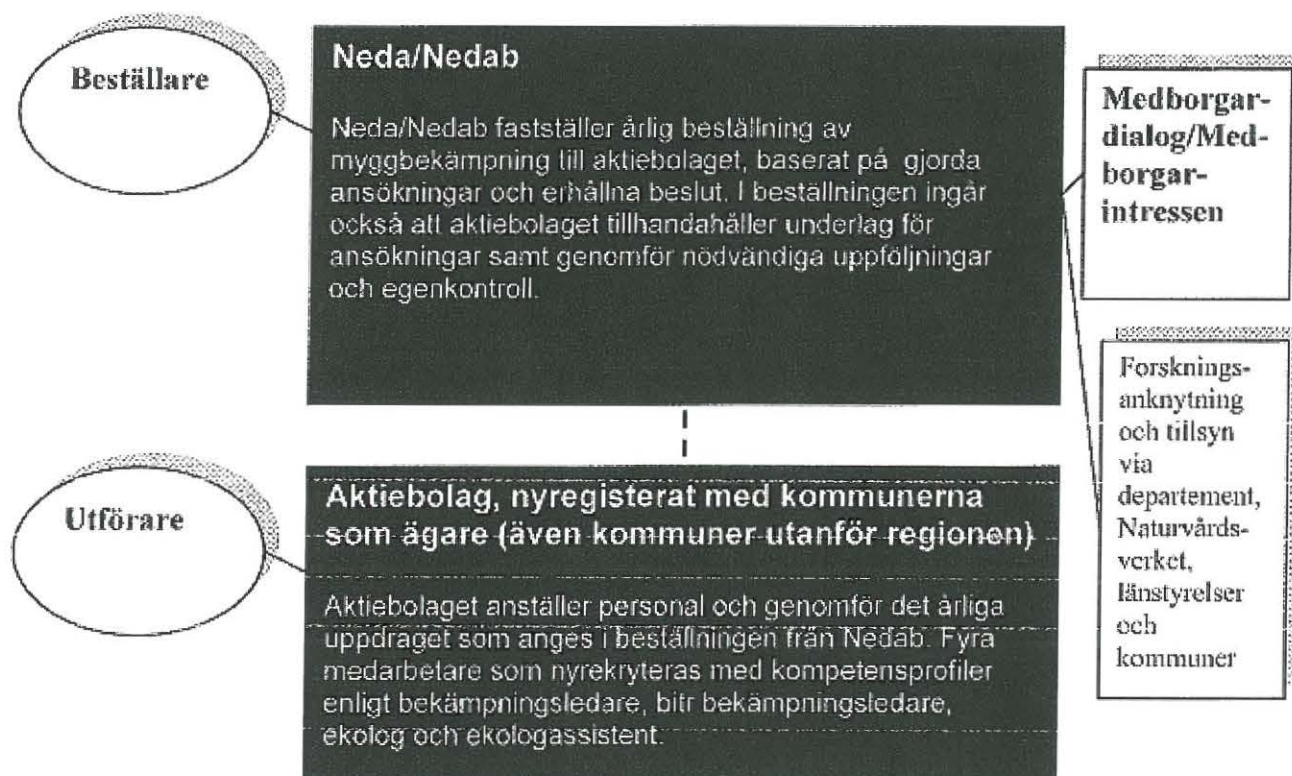 Beställare
Neda/Nedab
Neda/Nedab fastställer årlig beställning av
myggbekämpning till aktiebolaget, baserat på gjorda
ansökningar och erhållna beslut. I beställningen ingår
också att aktiebolaget tillhandahåller underlag för
ansökningar samt genomför nödvändiga uppföljningar
och egenkontroll.
Medborgar-
dialog/Med-
borgar-
intressen
Forsknings-
anknytning
och tillsyn
via
departement,
Naturvårds-
verket,
länstyrelser
och
kommuner
Utförare
Aktiebolag, nyregisterat med kommunerna
som ägare (även kommuner utanför regionen)
Aktiebolaget anställer personal och genomför det årliga
uppdraget som anges i beställningen från Nedab. Fyra
medarbetare som nyrekryteras med kompetensprofiler
enligt bekämpningsledare, bitr bekämpningsledare,
ekolog och ekologassistent.